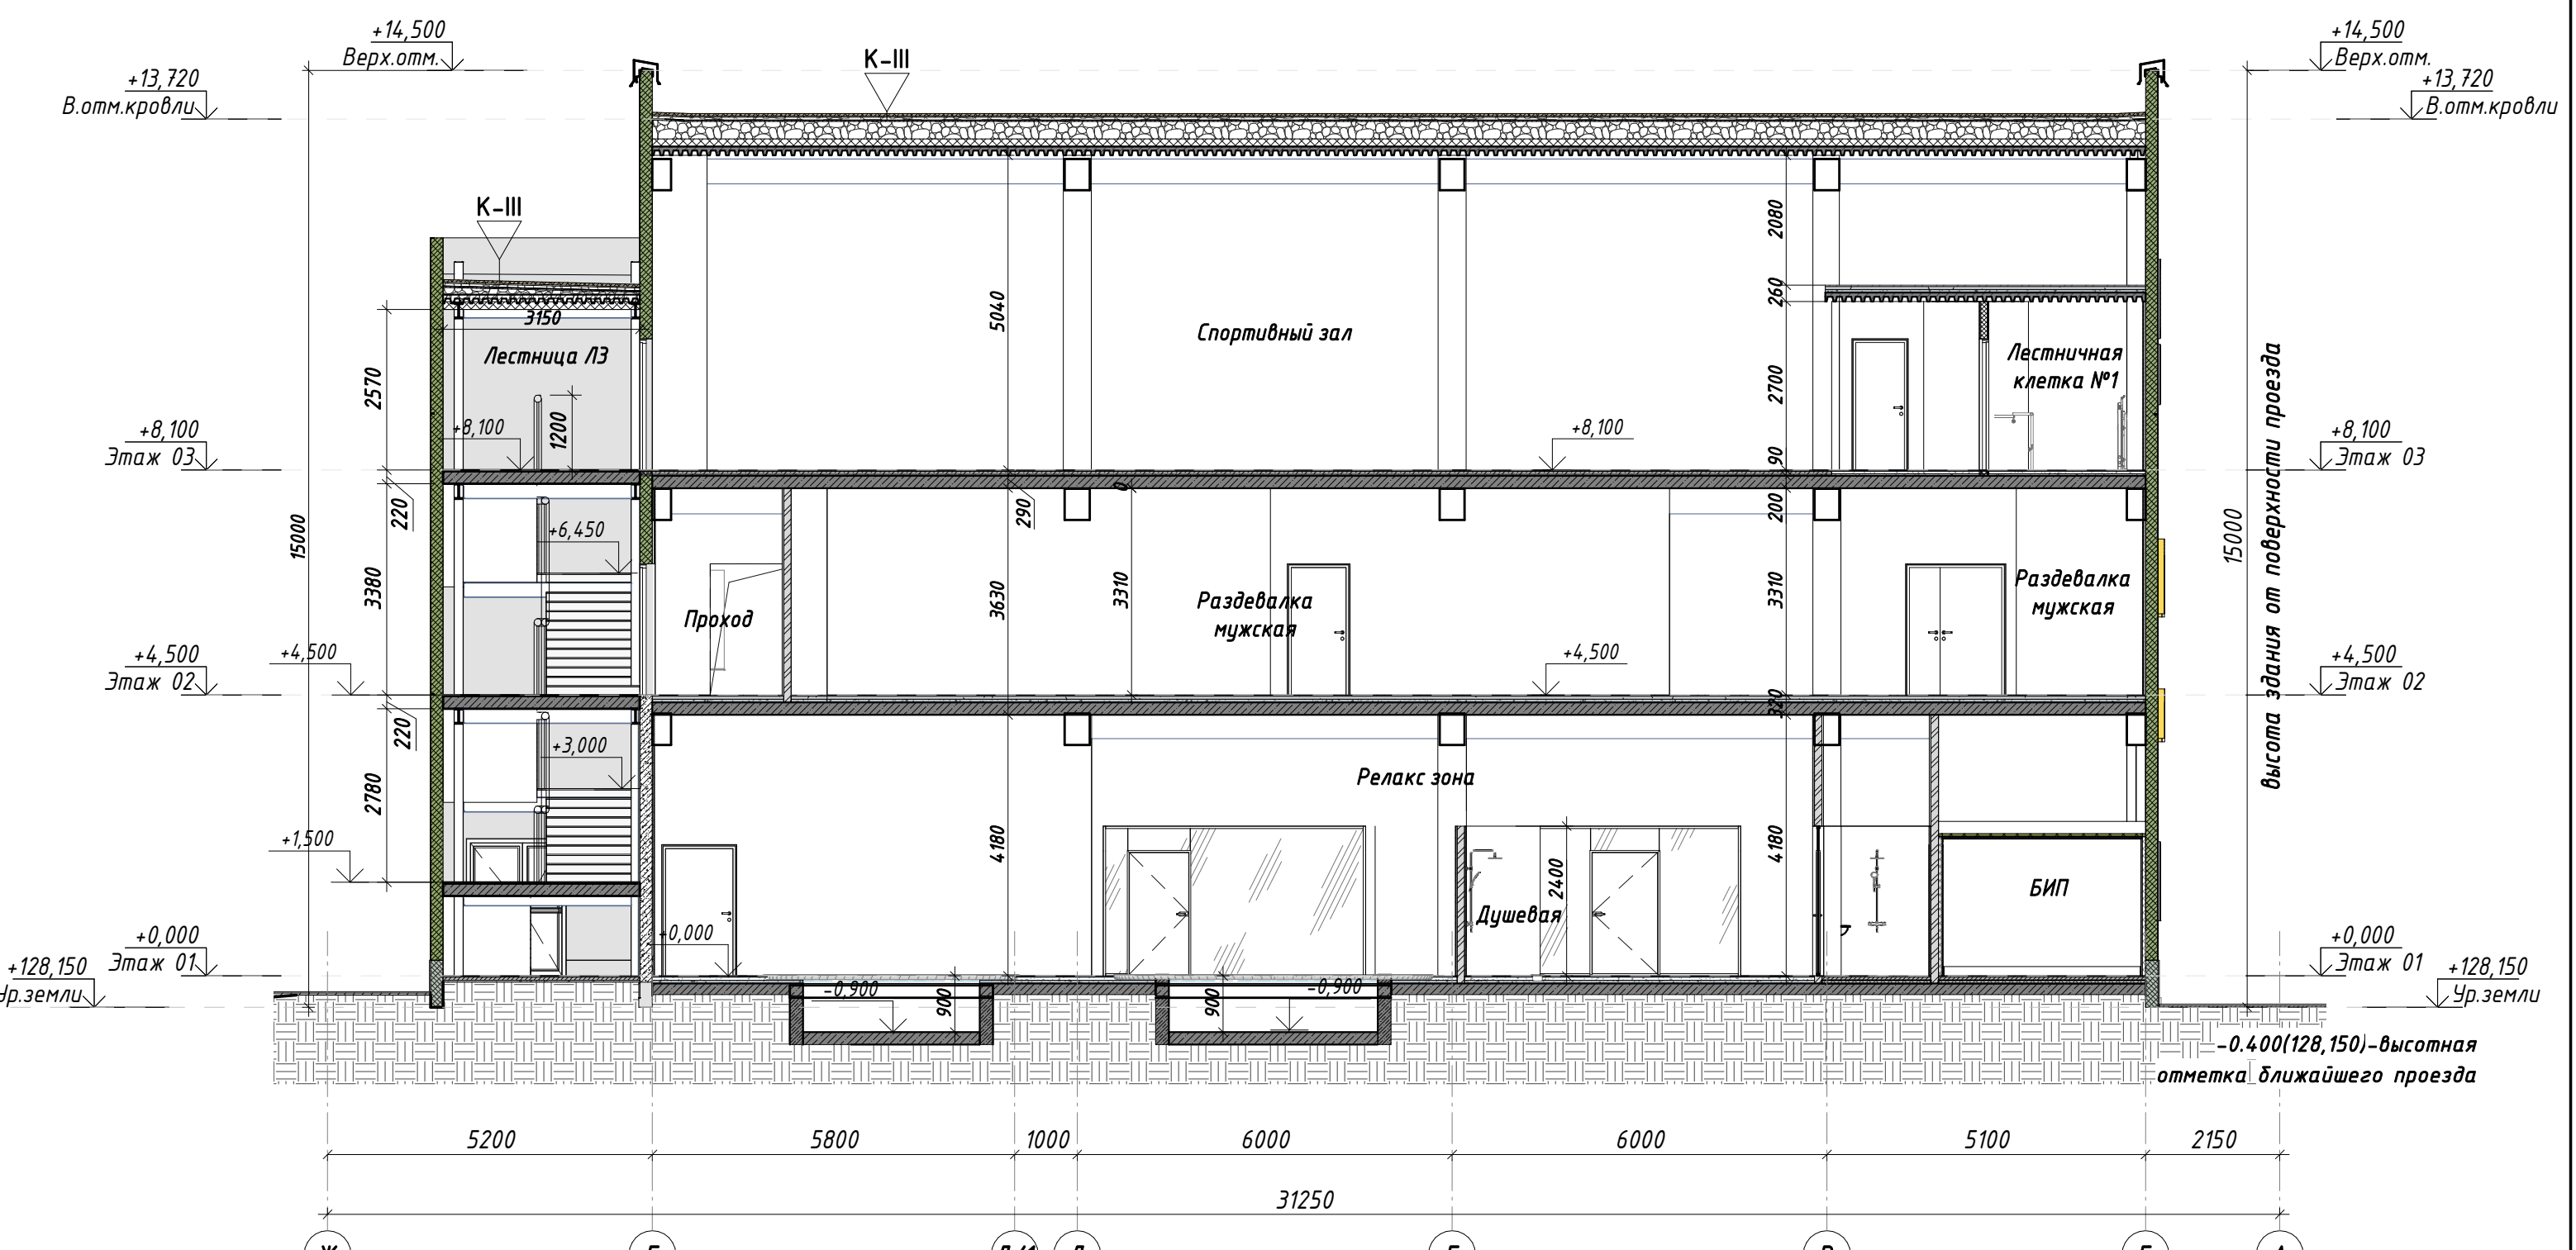 +14,500
Верх.отм.
+13,720
В.отм.кровли
К-III
+14,500
Верх.отм.
+13,720
В.отм.кровли
К-III
3150
Лестница Л3
2570
+8,100
1200
+8,100
Этаж 03
5040
Спортивный зал
+8,100
2080
260
2700
90
Лестничная
клетка №1
+8,100
Этаж 03
15000
220
3380
+6,450
Проход
290
0
3630
3310
Раздевалка
мужская
200
3310
Раздевалка
мужская
15000
высота здания от поверхности проезда
+4,500
Этаж 02
+4,500
+4,500
+4,500
Этаж 02
220
2780
+3,000
320
Релакс зона
+1,500
4180
4180
2400
Душевая
БИП
+0,000
+0,000
Этаж 01
+128,150
Ур.земли
+0,000
Этаж 01
+128,150
Ур.земли
-0,900
900
900
-0,900
-0.400(128,150)-высотная
отметка ближайшего проезда
5200
5800
1000
6000
6000
5100
2150
31250